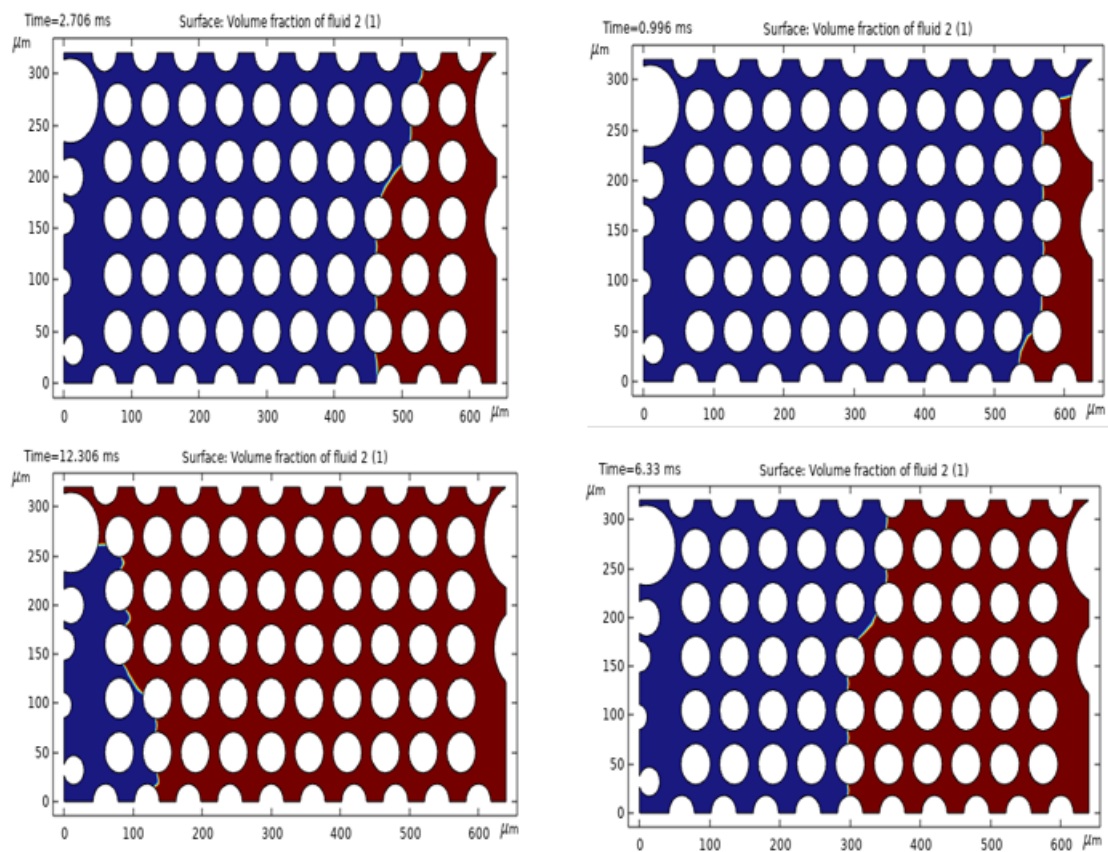 Time=2.706 ms Surface: Volume fraction of fluid 2 (1)
μm
300
250
200
150
100
50
0
0 100 200 300 400 500 600 μm
Time=0.996 ms Surface: Volume fraction of fluid 2 (1)
μm
300
250
200
150
100
50
0
0 100 200 300 400 500 600 μm
Time=12.306 ms Surface: Volume fraction of fluid 2 (1)
μm
300
250
200
150
100
50
0
0 100 200 300 400 500 600 μm
Time=6.33 ms Surface: Volume fraction of fluid 2 (1)
μm
300
250
200
150
100
50
0
0 100 200 300 400 500 600 μm